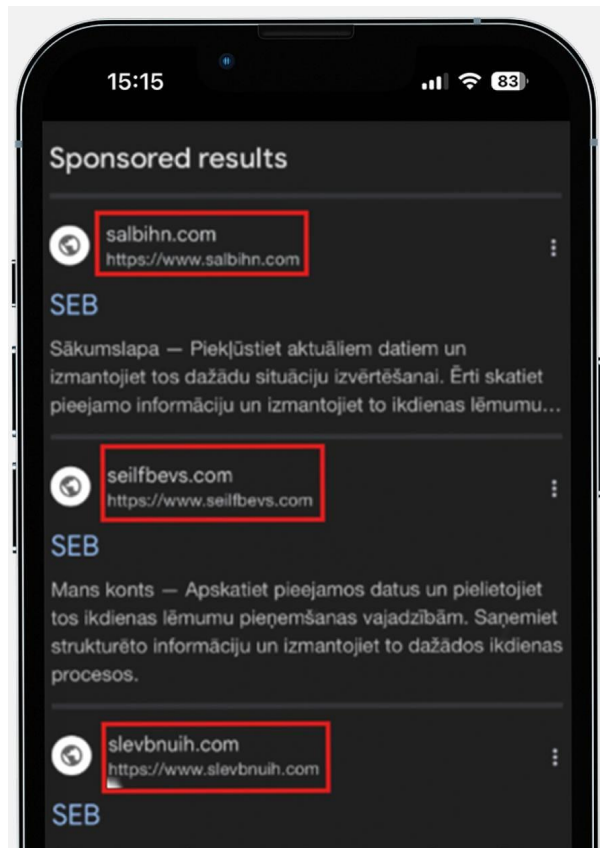 15:15
83
Sponsored results
salbihn.com
https://www.salbihn.com
SEB
Sākumslapa — Piekļūstiet aktuāliem datiem un
izmantojiet tos dažādu situāciju izvērtēšanai. Ērti skatiet
pieejamo informāciju un izmantojiet to ikdienas lēmumu...
seilfbevs.com
https://www.seilfbevs.com
SEB
Mans konts — Apskatiet pieejamos datus un pielietojiet
tos ikdienas lēmumu pieņemšanas vajadzībām. Saņemiet
strukturēto informāciju un izmantojiet to dažādos ikdienas
procesos.
slevbnuih.com
https://www.slevbnuih.com
SEB